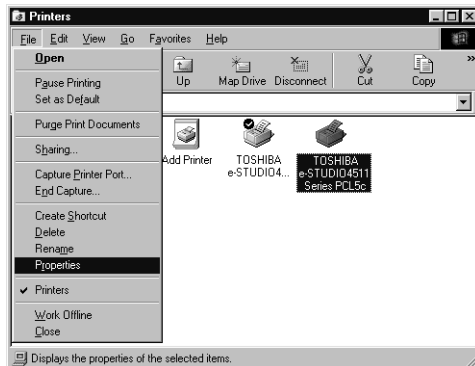 Printers
File Edit View Go Favorites Help
Up Map Drive Disconnect Cut Copy »
Open
Pause Printing
Set as Default
Purge Print Documents
Sharing...
Capture Printer Port...
End Capture...
Create Shortcut
Delete
Rename
Properties
✓ Printers
Work Offline
Close
Add Printer
TOSHIBA
e-STUDIO4...
TOSHIBA
e-STUDIO4511
Series PCL5c
Displays the properties of the selected items.